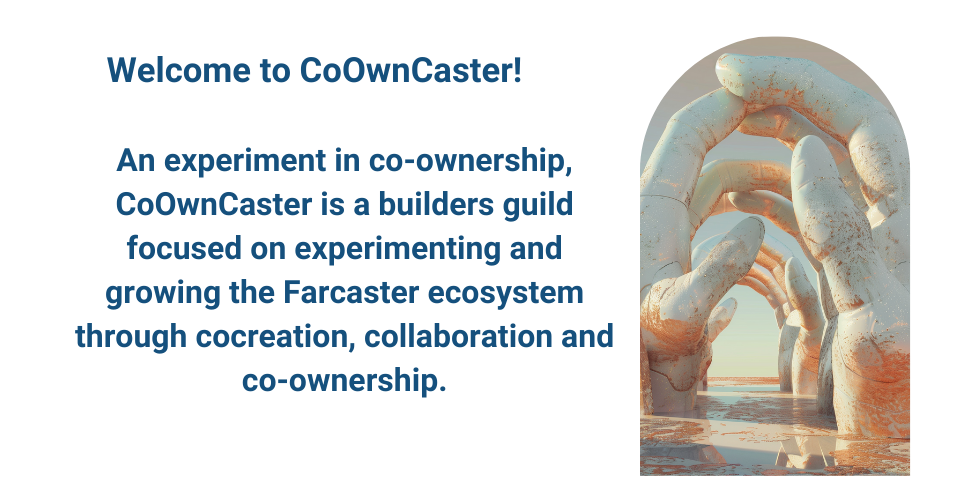 Welcome to CoOwnCaster!
An experiment in co-ownership,
CoOwnCaster is a builders guild
focused on experimenting and
growing the Farcaster ecosystem
through cocreation, collaboration and
co-ownership.